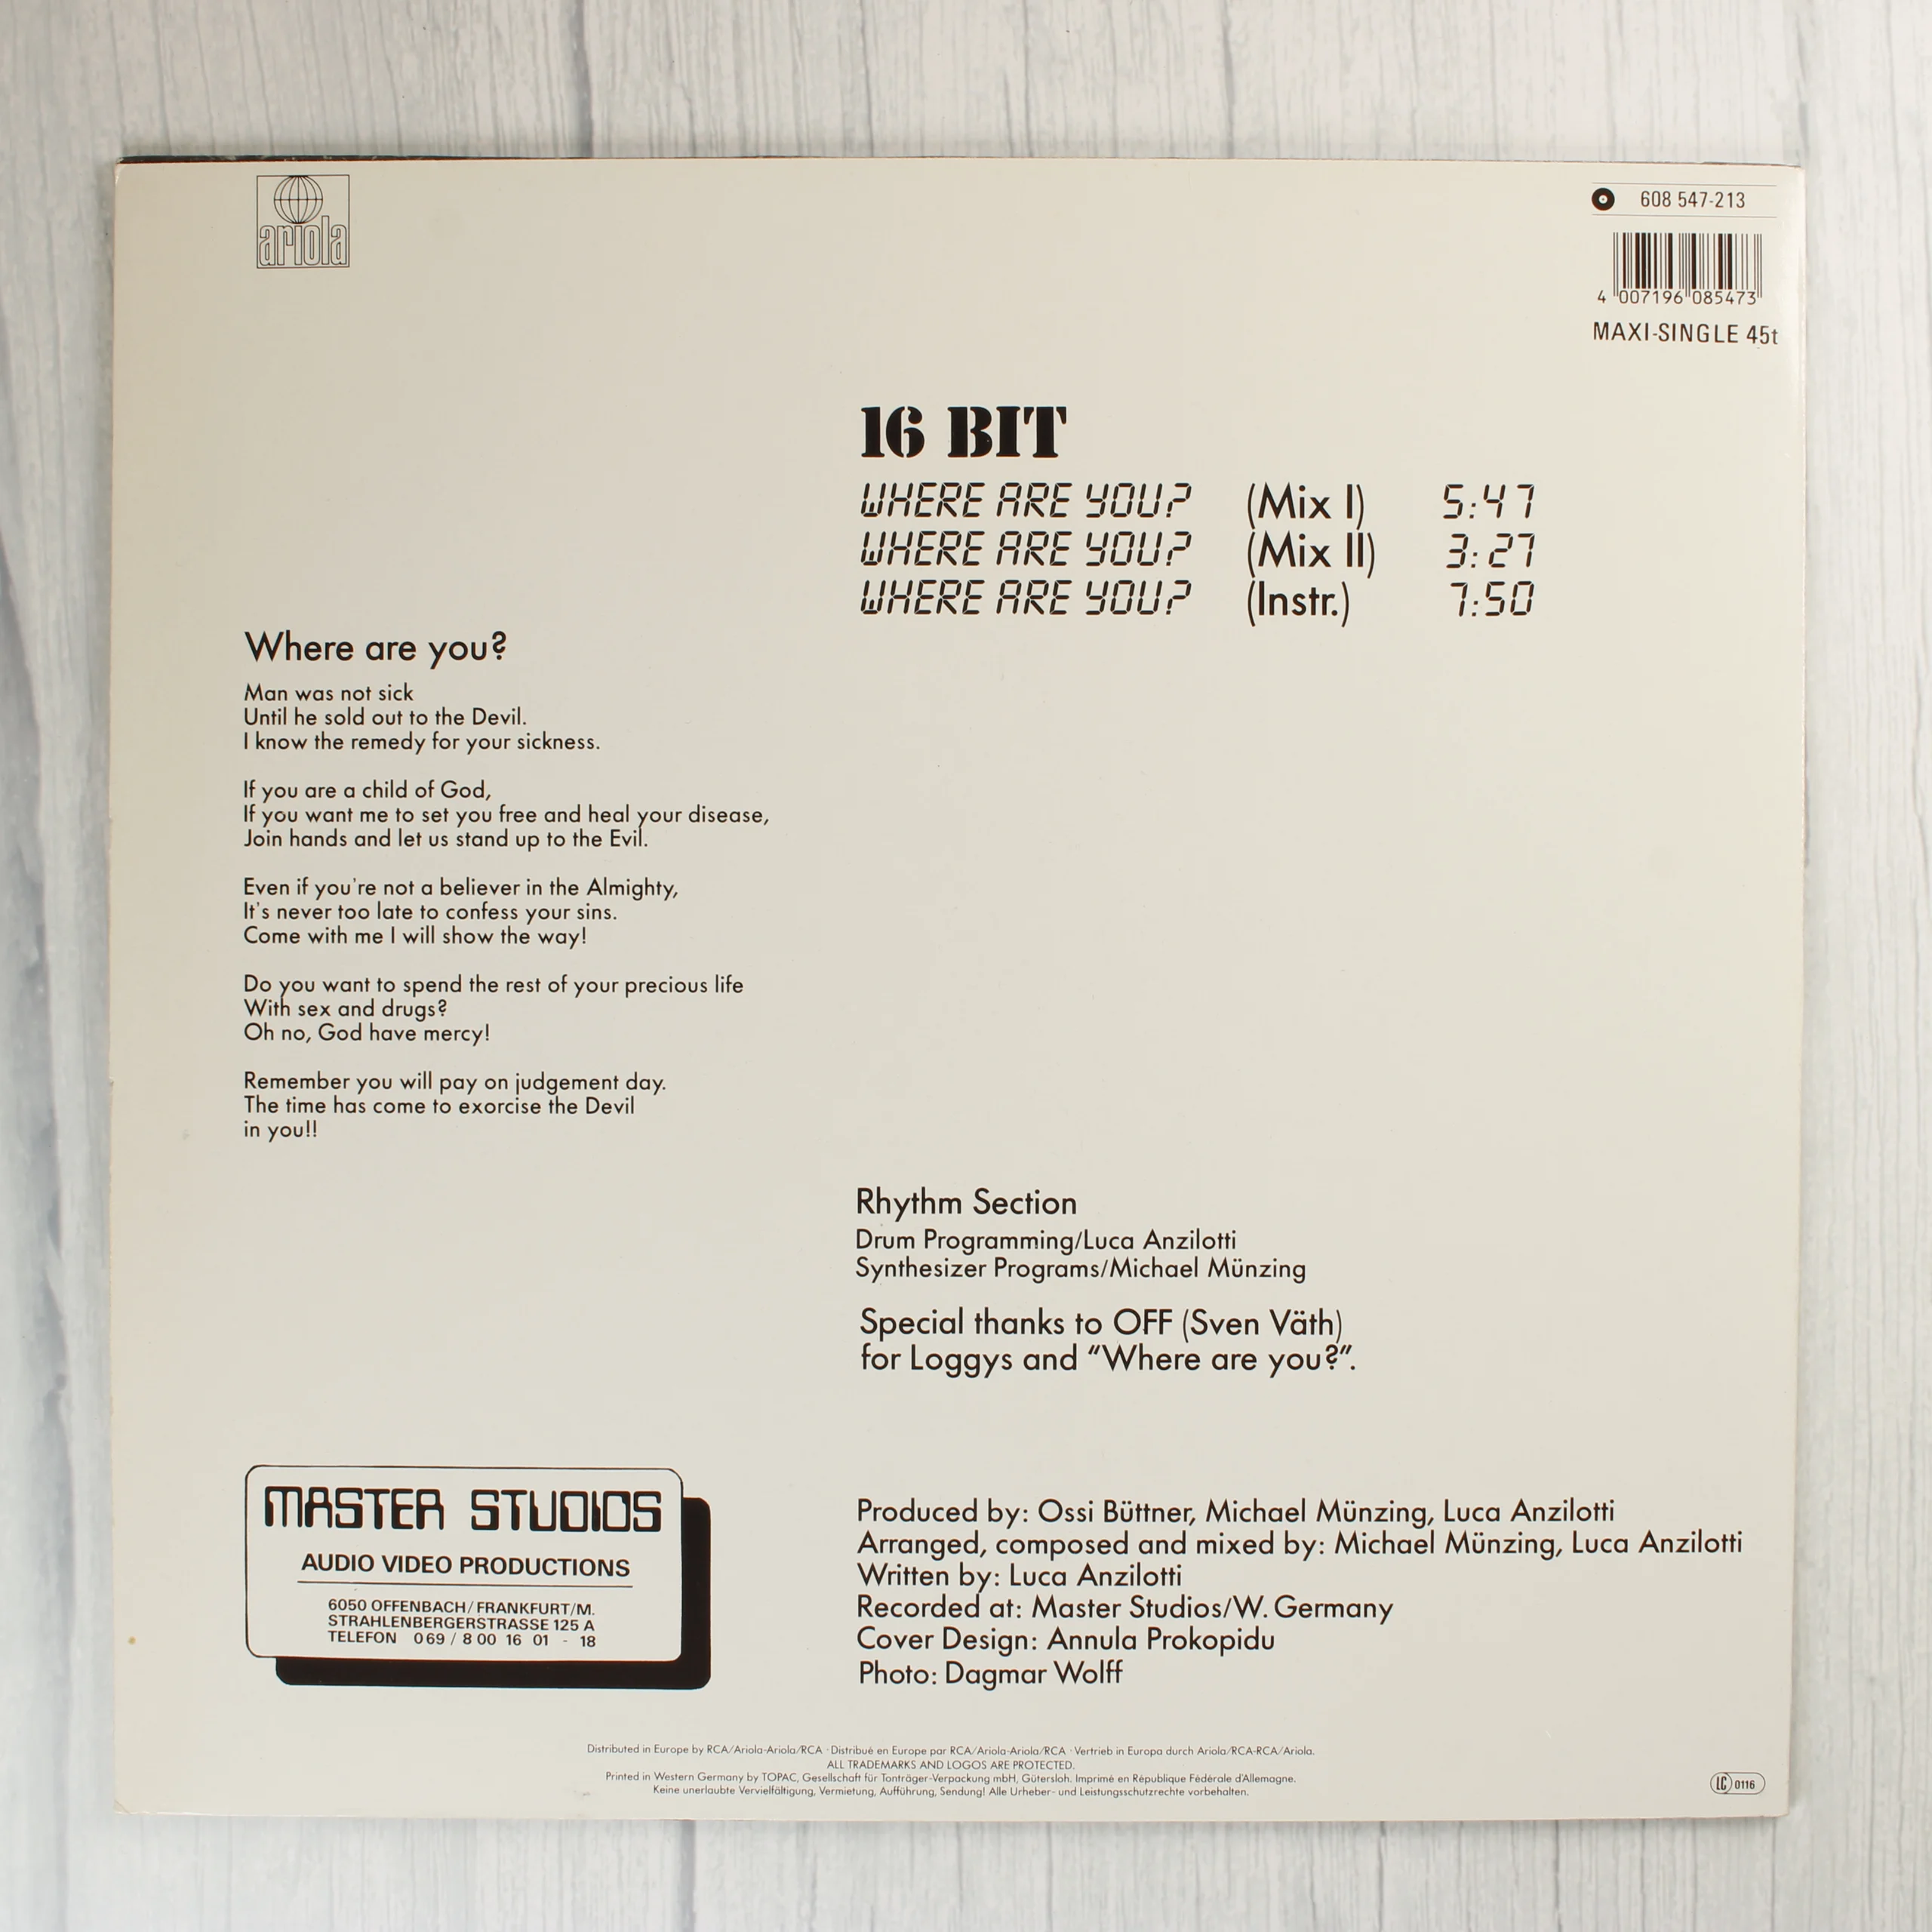 ariola
608 547-213
4 007196 085473
MAXI-SINGLE 45t
16 BIT
WHERE ARE YOU? (Mix I) 5:47
WHERE ARE YOU? (Mix II) 3:27
WHERE ARE YOU? (Instr.) 7:50
Where are you?
Man was not sick
Until he sold out to the Devil.
I know the remedy for your sickness.
If you are a child of God,
If you want me to set you free and heal your disease,
Join hands and let us stand up to the Evil.
Even if you're not a believer in the Almighty,
It's never too late to confess your sins.
Come with me I will show the way!
Do you want to spend the rest of your precious life
With sex and drugs?
Oh no, God have mercy!
Remember you will pay on judgement day.
The time has come to exorcise the Devil
in you!!
Rhythm Section
Drum Programming/Luca Anzilotti
Synthesizer Programs/Michael Münzing
Special thanks to OFF (Sven Väth)
for Loggys and "Where are you?".
MASTER STUDIOS
AUDIO VIDEO PRODUCTIONS
6050 OFFENBACH/FRANKFURT/M.
STRAHLENBERGERSTRASSE 125 A
TELEFON 069 / 8 00 16 01 - 18
Produced by: Ossi Büttner, Michael Münzing, Luca Anzilotti
Arranged, composed and mixed by: Michael Münzing, Luca Anzilotti
Written by: Luca Anzilotti
Recorded at: Master Studios/W. Germany
Cover Design: Annula Prokopidu
Photo: Dagmar Wolff
Distributed in Europe by RCA/Ariola-Ariola/RCA · Distribué en Europe par RCA/Ariola-Ariola/RCA · Vertrieb in Europa durch Ariola/RCA-RCA/Ariola.
ALL TRADEMARKS AND LOGOS ARE PROTECTED.
Printed in Western Germany by TOPAC, Gesellschaft für Tonträger-Verpackung mbH, Gütersloh. Imprimé en République Fédérale d'Allemagne.
Keine unerlaubte Vervielfältigung, Vermietung, Aufführung, Sendung! Alle Urheber- und Leistungsschutzrechte vorbehalten.
LC 0116